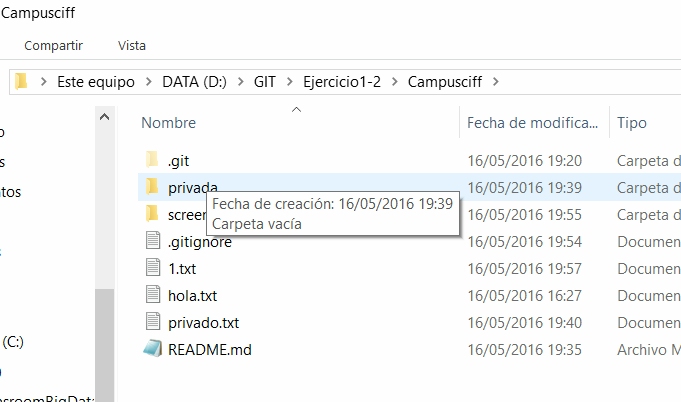 Campusciff
Compartir Vista
Este equipo > DATA (D:) > GIT > Ejercicio1-2 > Campusciff >
Nombre Fecha de modifica... Tipo
.git 16/05/2016 19:20 Carpeta d
privada 16/05/2016 19:39 Carpeta d
screen 16/05/2016 19:55 Carpeta d
Fecha de creación: 16/05/2016 19:39
Carpeta vacía
.gitignore 16/05/2016 19:54 Documen
1.txt 16/05/2016 19:57 Documen
hola.txt 16/05/2016 16:27 Documen
privado.txt 16/05/2016 19:40 Documen
README.md 16/05/2016 19:35 Archivo M
ntos
(C:)